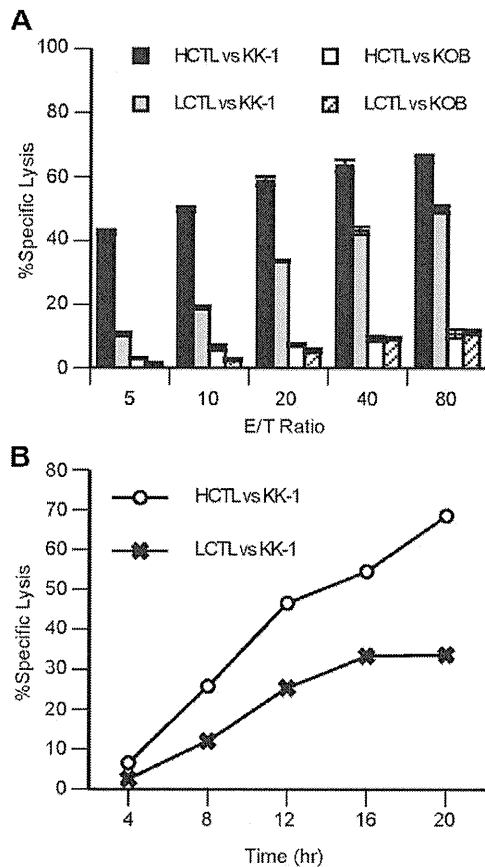 A
HCTL vs KK-1
HCTL vs KOB
LCTL vs KK-1
LCTL vs KOB
100
80
60
40
20
0
%Specific Lysis
5 10 20 40 80
E/T Ratio
B
80
70
60
50
40
30
20
10
0
%Specific Lysis
HCTL vs KK-1
LCTL vs KK-1
4 8 12 16 20
Time (hr)